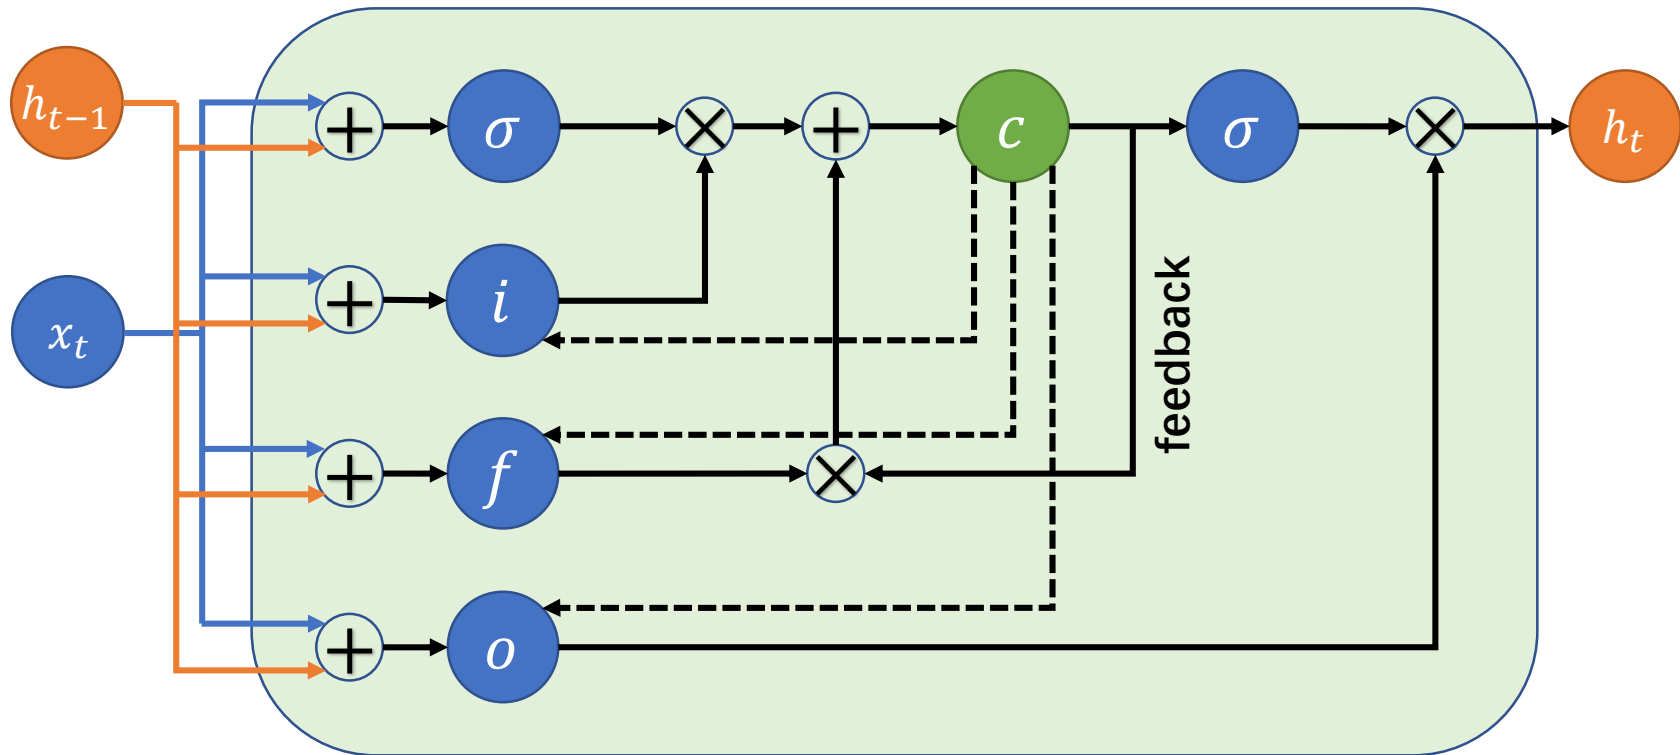 h_{t-1}
+
σ
×
+
c
σ
×
h_t
x_t
+
i
feedback
+
f
×
+
o